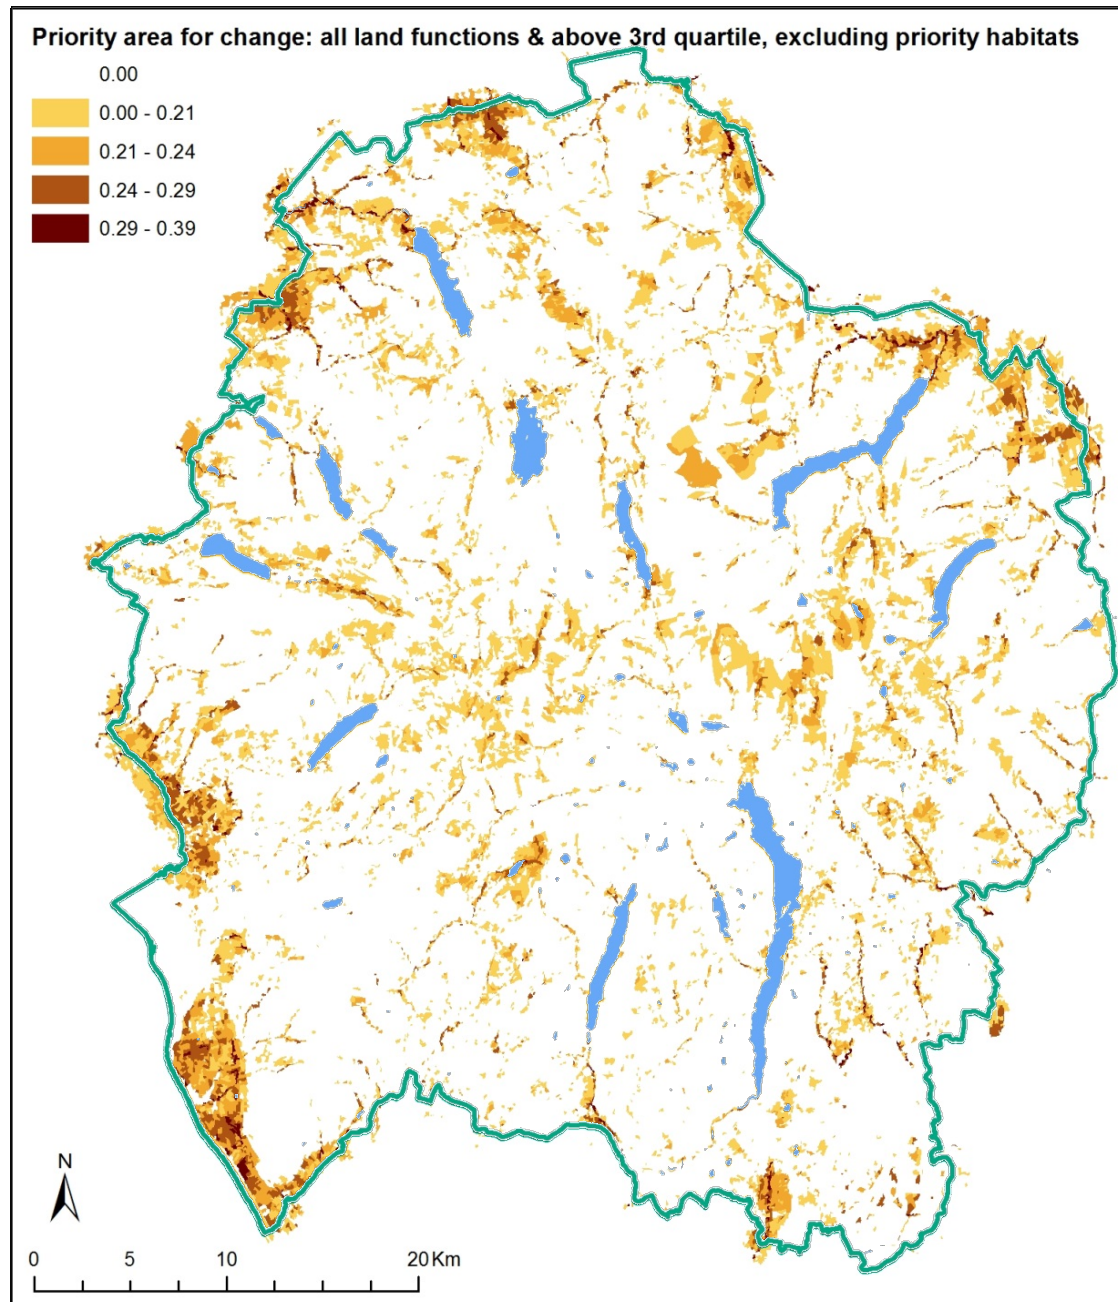 Priority area for change: all land functions & above 3rd quartile, excluding priority habitats
0.00
0.00 - 0.21
0.21 - 0.24
0.24 - 0.29
0.29 - 0.39
N
0 5 10 20 Km